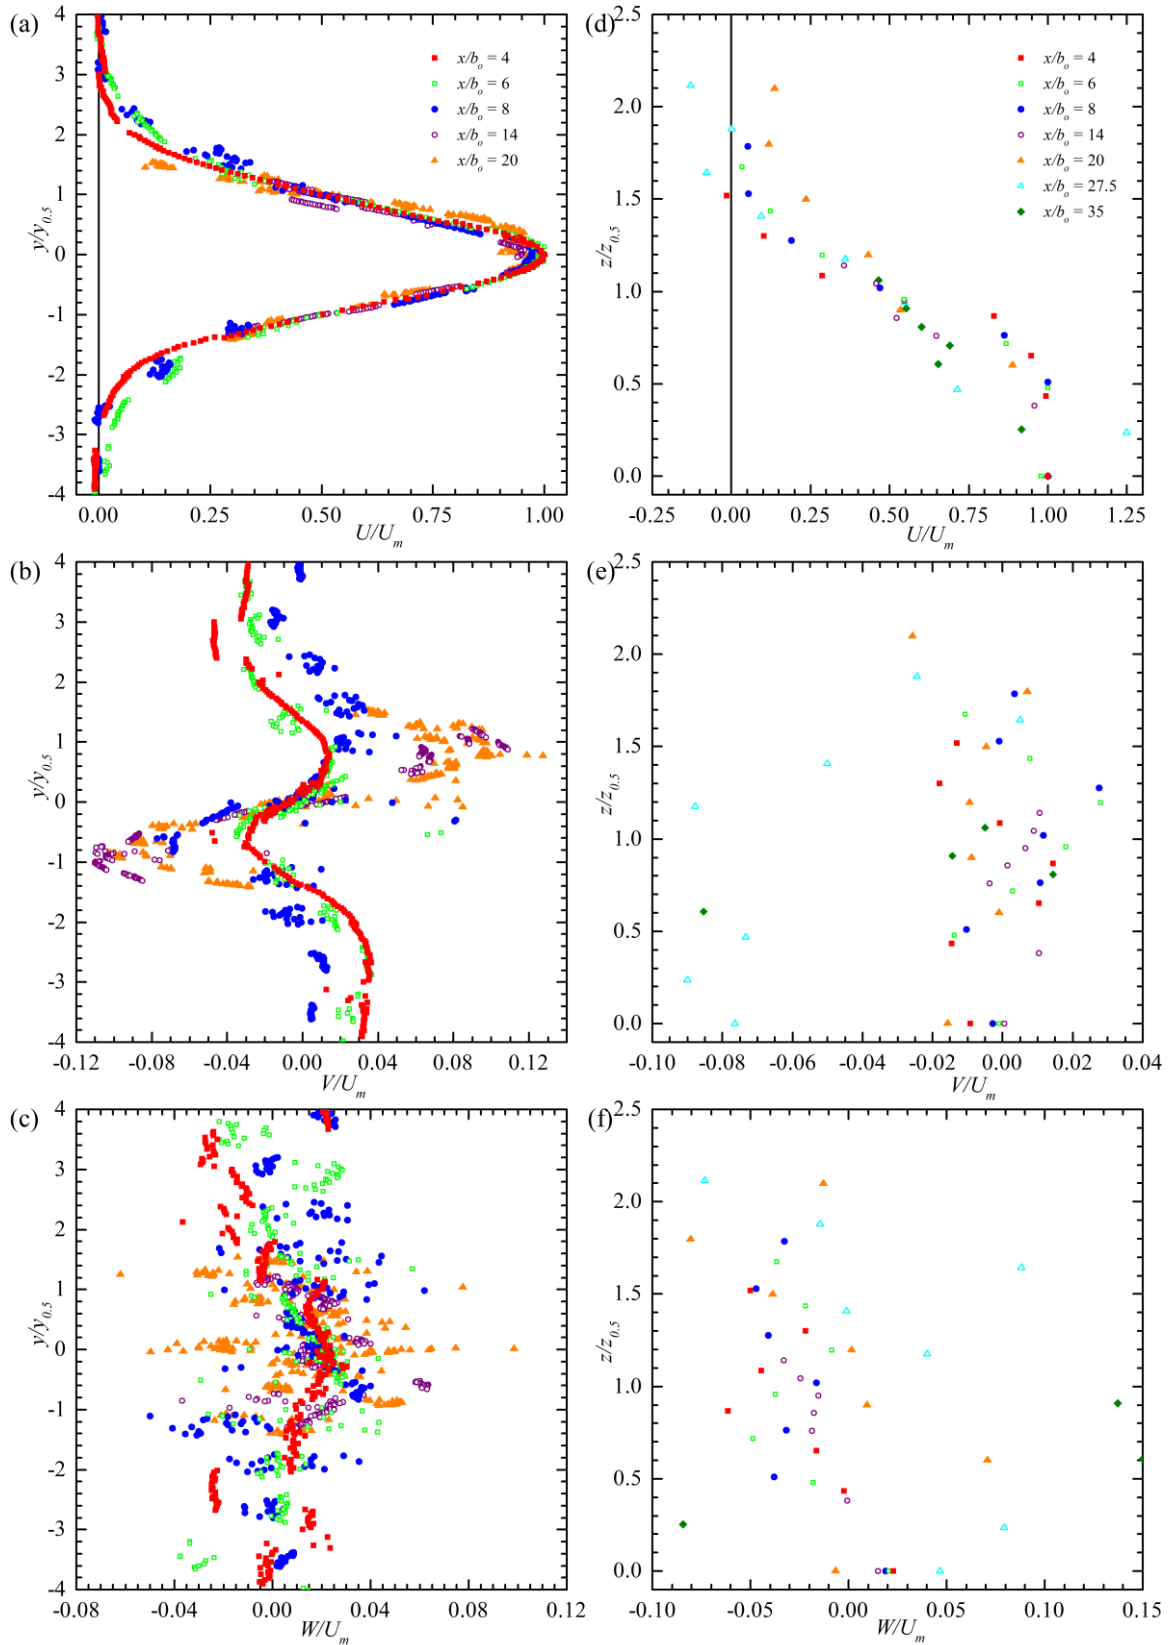 (a)
4
3
2
1
0
-1
-2
-3
-4
y/y0.5
x/bo = 4
x/bo = 6
x/bo = 8
x/bo = 14
x/bo = 20
0.00 0.25 0.50 0.75 1.00
U/Um
(d)
2.5
2.0
1.5
1.0
0.5
0.0
z/z0.5
x/bo = 4
x/bo = 6
x/bo = 8
x/bo = 14
x/bo = 20
x/bo = 27.5
x/bo = 35
-0.25 0.00 0.25 0.50 0.75 1.00 1.25
U/Um
(b)
4
3
2
1
0
-1
-2
-3
-4
y/y0.5
-0.12 -0.08 -0.04 0.00 0.04 0.08 0.12
V/Um
(e)
2.5
2.0
1.5
1.0
0.5
0.0
z/z0.5
-0.10 -0.08 -0.06 -0.04 -0.02 0.00 0.02 0.04
V/Um
(c)
4
3
2
1
0
-1
-2
-3
-4
y/y0.5
-0.08 -0.04 0.00 0.04 0.08 0.12
W/Um
(f)
2.5
2.0
1.5
1.0
0.5
0.0
z/z0.5
-0.10 -0.05 0.00 0.05 0.10 0.15
W/Um